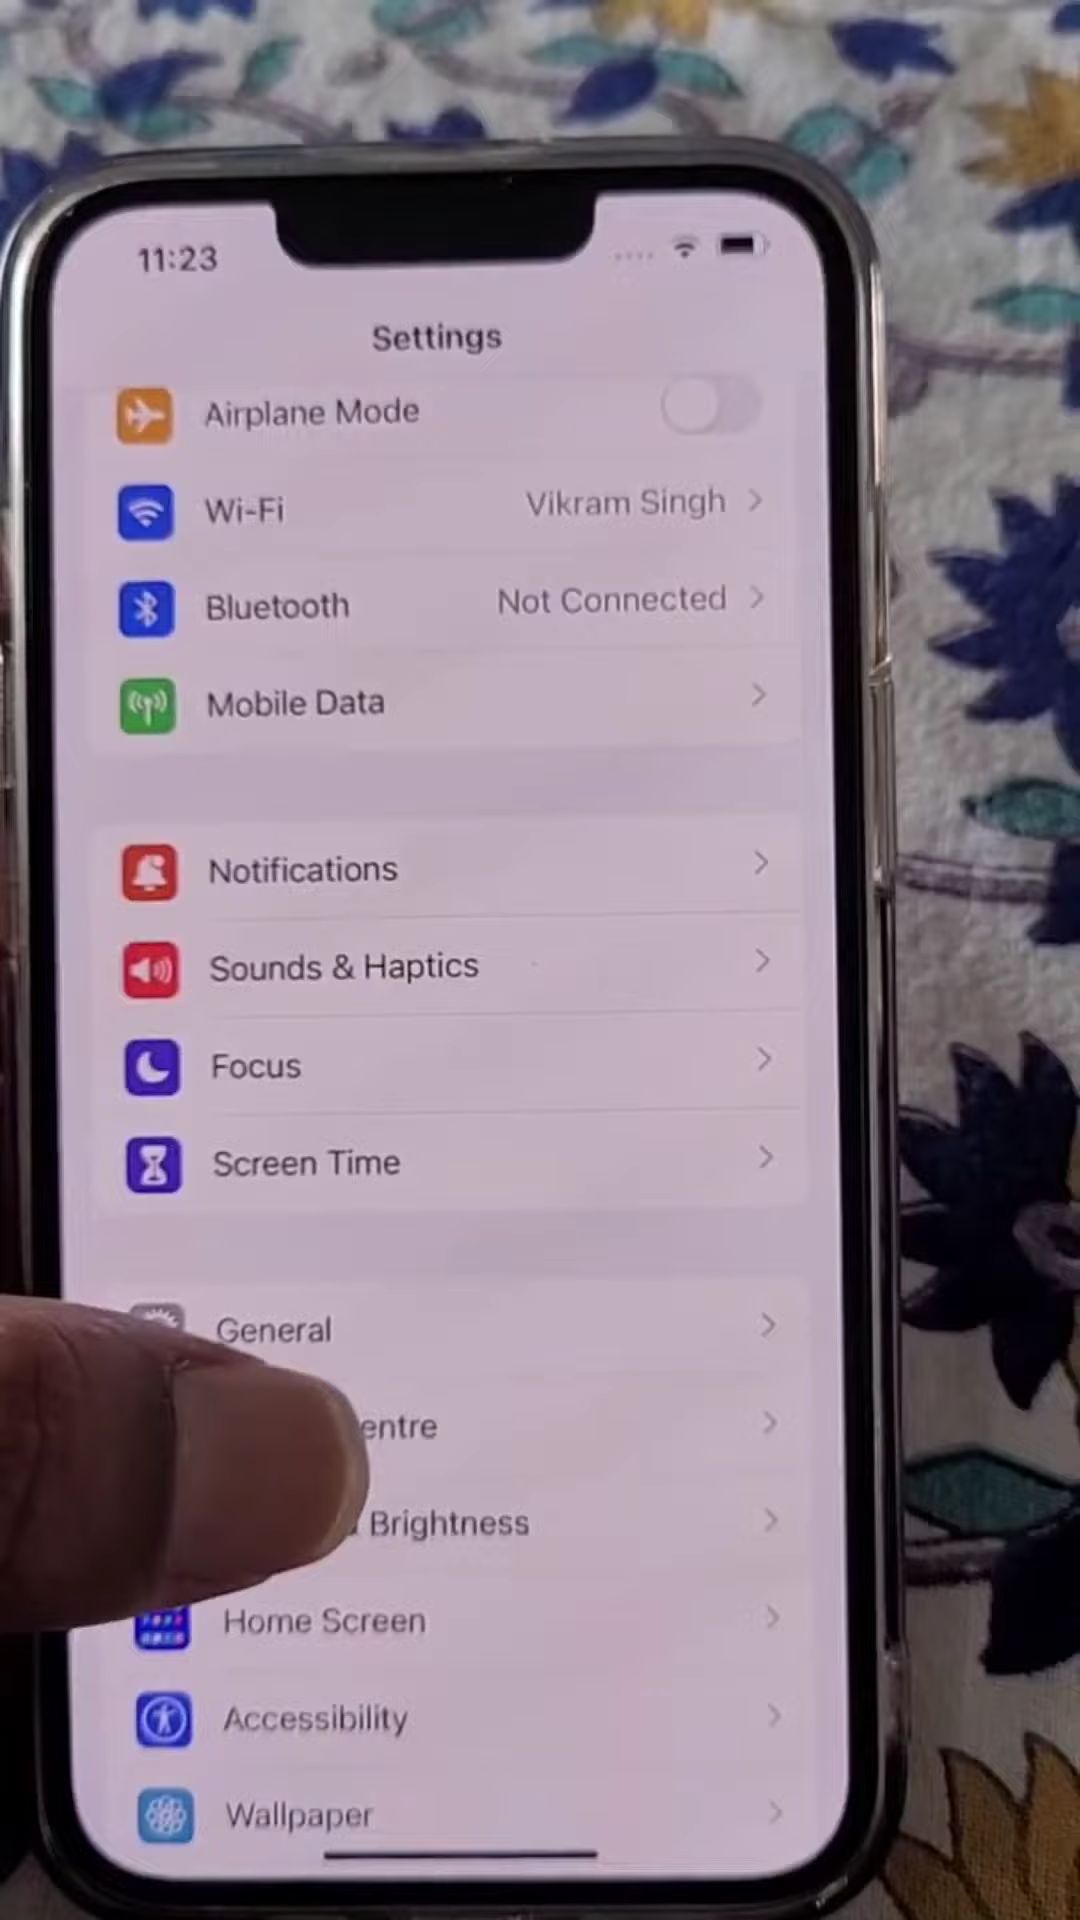 11:23
Settings
Airplane Mode
Wi-Fi Vikram Singh
Bluetooth Not Connected
Mobile Data
Notifications
Sounds & Haptics
Focus
Screen Time
General
entre
Brightness
Home Screen
Accessibility
Wallpaper